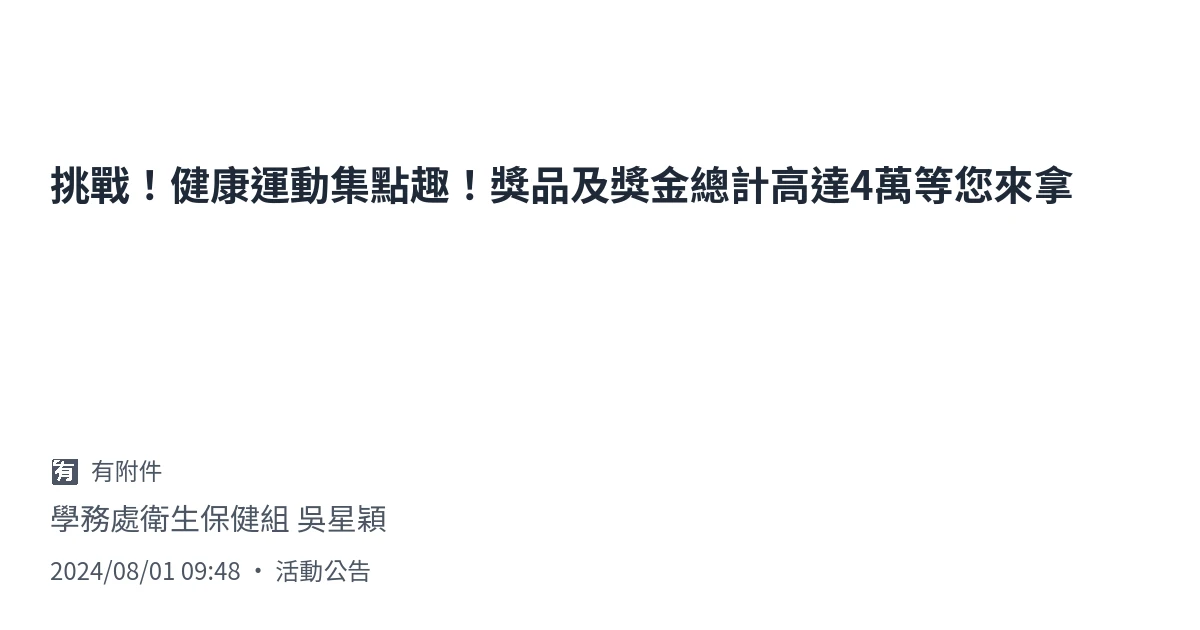 挑戰！健康運動集點趣！獎品及獎金總計高達4萬等您來拿
有 有附件
學務處衛生保健組 吳星穎
2024/08/01 09:48 • 活動公告